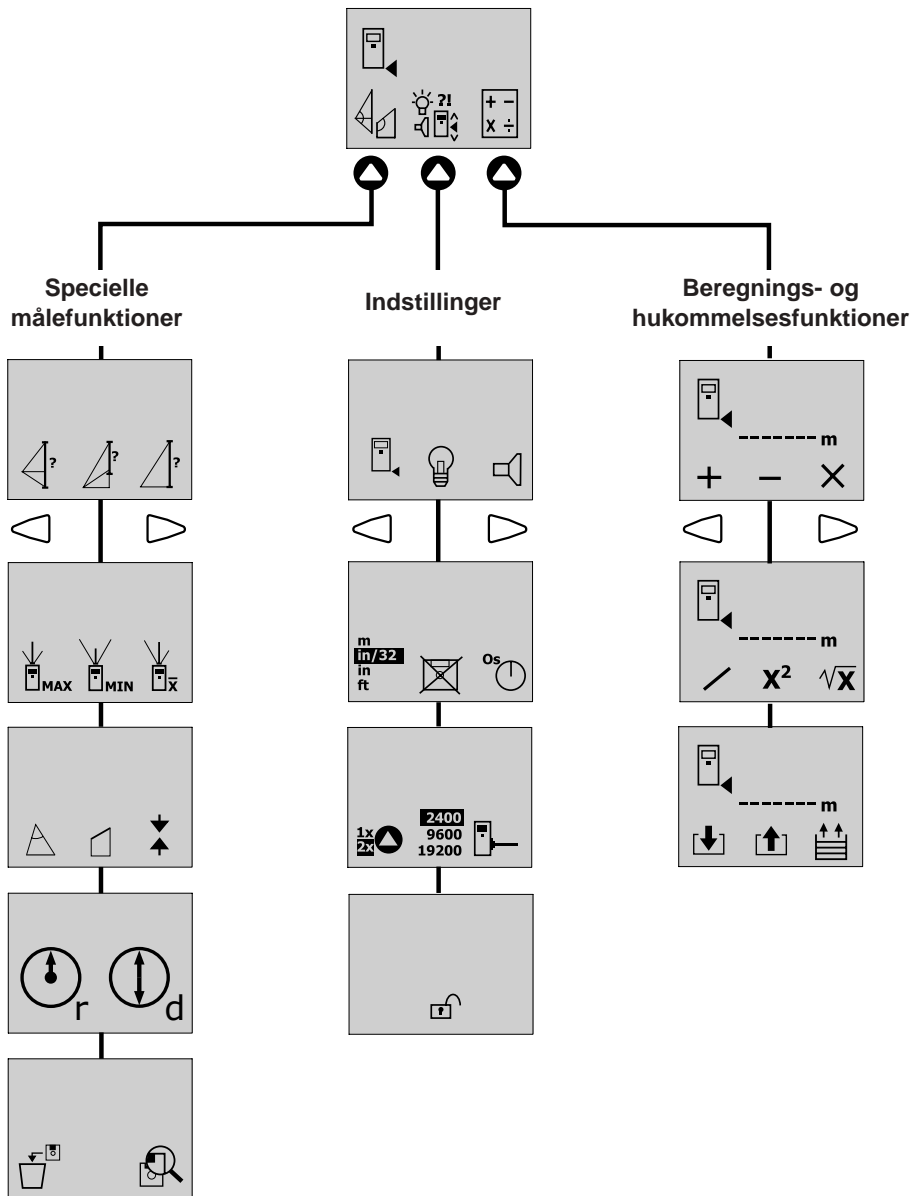 ?!
+ −
x ÷
Specielle
målefunktioner
Indstillinger
Beregnings- og
hukommelsesfunktioner
? ? ?
MAX MIN x̅
r d
m
in/32
in
ft
Os
1x
2x
2400
9600
19200
------- m
+ − ×
------- m
/ X² √X
------- m